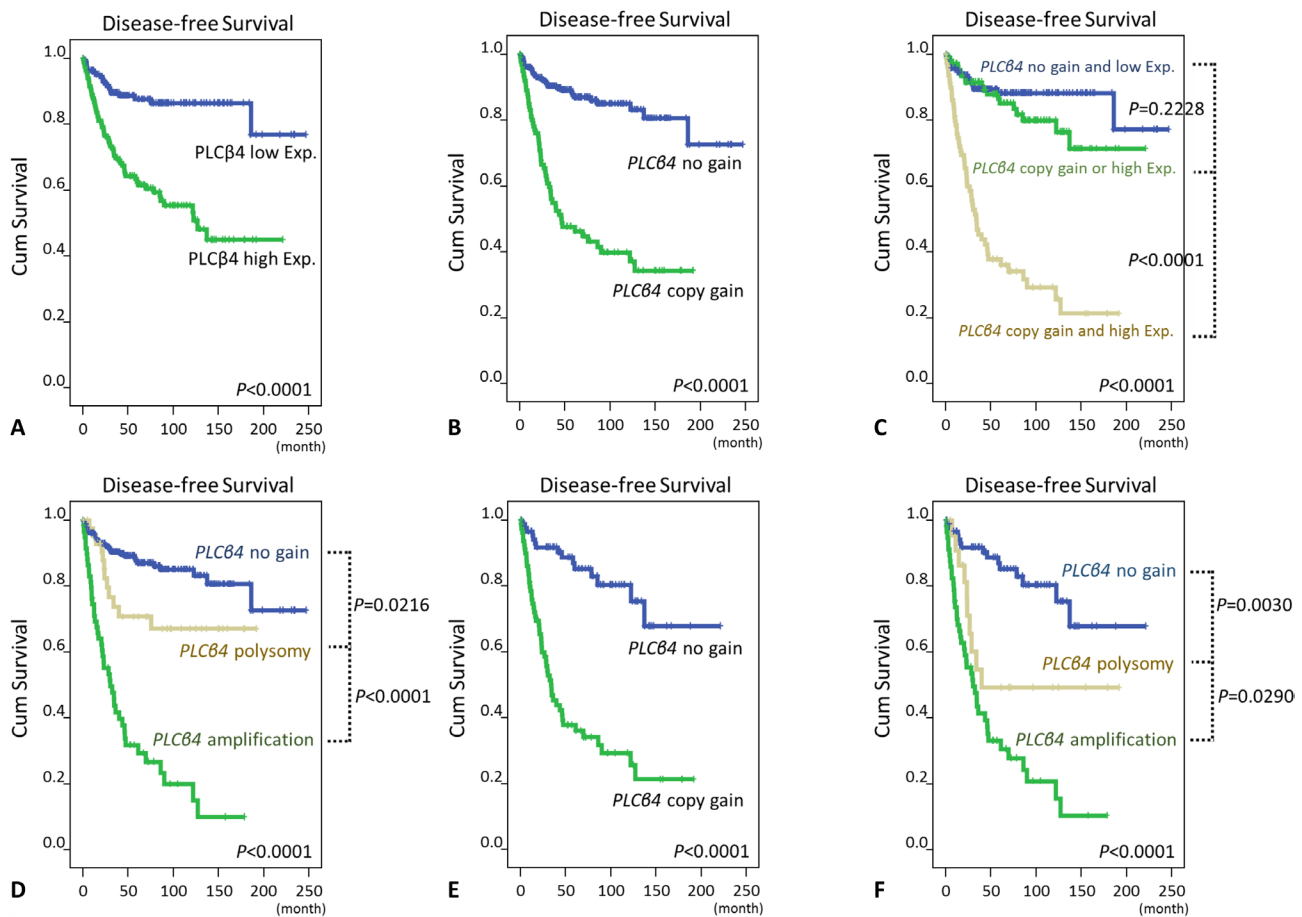 Disease-free Survival
Cum Survival
1.0
0.8
0.6
0.4
0.2
0.0
PLCβ4 low Exp.
PLCβ4 high Exp.
P<0.0001
0 50 100 150 200 250
(month)
A
Disease-free Survival
Cum Survival
1.0
0.8
0.6
0.4
0.2
0.0
PLCβ4 no gain
PLCβ4 copy gain
P<0.0001
0 50 100 150 200 250
(month)
B
Disease-free Survival
Cum Survival
1.0
0.8
0.6
0.4
0.2
0.0
PLCβ4 no gain and low Exp.
P=0.2228
PLCβ4 copy gain or high Exp.
P<0.0001
PLCβ4 copy gain and high Exp.
P<0.0001
0 50 100 150 200 250
(month)
C
Disease-free Survival
Cum Survival
1.0
0.8
0.6
0.4
0.2
0.0
PLCβ4 no gain
P=0.0216
PLCβ4 polysomy
P<0.0001
PLCβ4 amplification
P<0.0001
0 50 100 150 200 250
(month)
D
Disease-free Survival
Cum Survival
1.0
0.8
0.6
0.4
0.2
0.0
PLCβ4 no gain
PLCβ4 copy gain
P<0.0001
0 50 100 150 200 250
(month)
E
Disease-free Survival
Cum Survival
1.0
0.8
0.6
0.4
0.2
0.0
PLCβ4 no gain
P=0.0030
PLCβ4 polysomy
P=0.0290
PLCβ4 amplification
P<0.0001
0 50 100 150 200 250
(month)
F